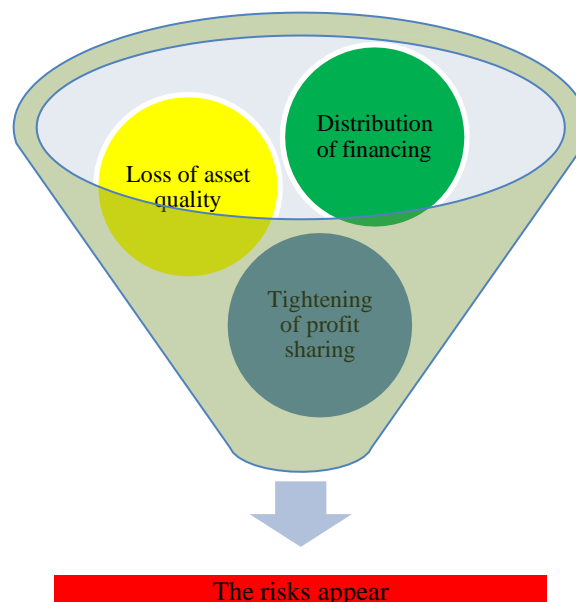 Distribution
of financing
Loss of asset
quality
Tightening
of profit
sharing
The risks appear